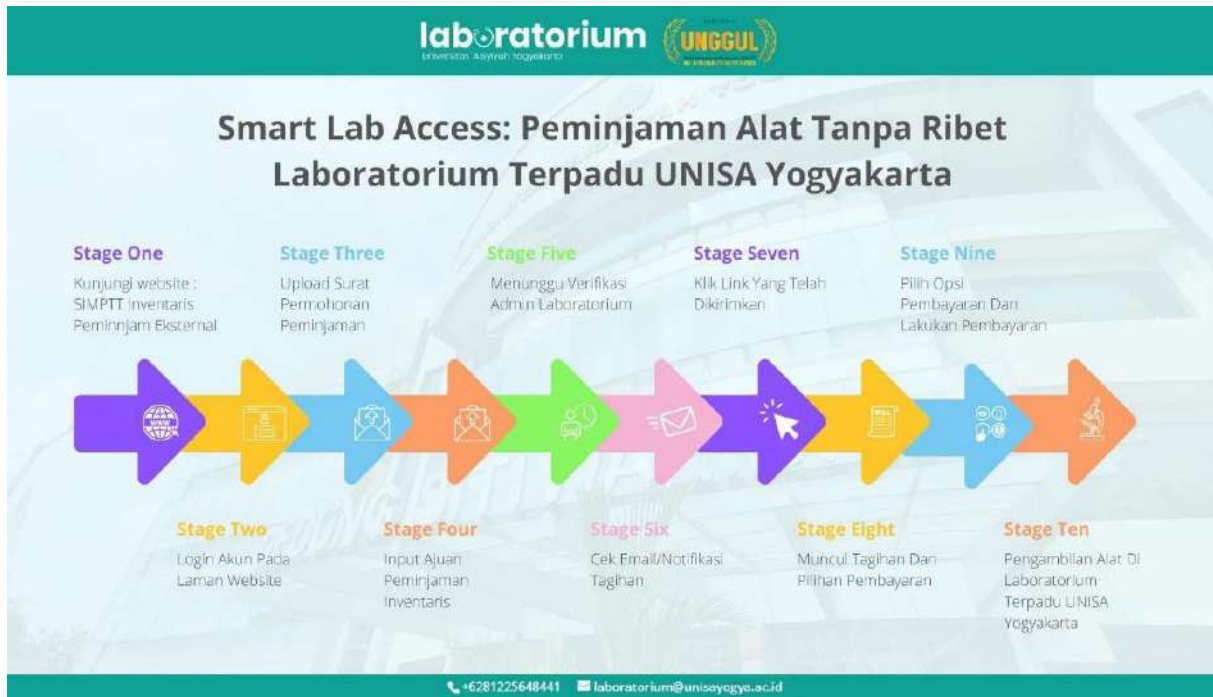 laboratorium
Universitas 'Aisyiyah Yogyakarta
UNGGUL
Smart Lab Access: Peminjaman Alat Tanpa Ribet
Laboratorium Terpadu UNISA Yogyakarta
Stage One
Kunjungi website :
SIMPTT Inventaris
Peminnjam Eksternal
Stage Three
Upload Surat
Permohonan
Peminjaman
Stage Five
Menunggu Verifikasi
Admin Laboratorium
Stage Seven
Klik Link Yang Telah
Dikirimkan
Stage Nine
Pilih Opsi
Pembayaran Dan
Lakukan Pembayaran
WWW
BILL
Stage Two
Login Akun Pada
Laman Website
Stage Four
Input Ajuan
Peminjaman
Inventaris
Stage Six
Cek Email/Notifikasi
Tagihan
Stage Eight
Muncul Tagihan Dan
Pilihan Pembayaran
Stage Ten
Pengambilan Alat Di
Laboratorium
Terpadu UNISA
Yogyakarta
+6281225648441 laboratorium@unisayogya.ac.id